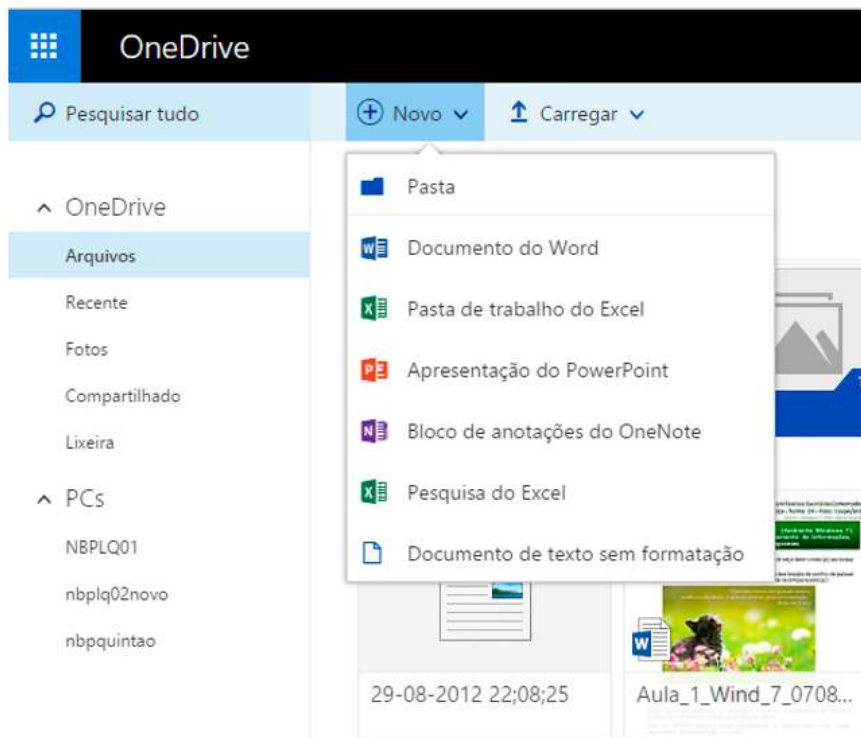 OneDrive
Pesquisar tudo
Novo
Carregar
OneDrive
Arquivos
Recente
Fotos
Compartilhado
Lixeira
PCs
NBPLQ01
nbplq02novo
nbpquintao
Pasta
Documento do Word
Pasta de trabalho do Excel
Apresentação do PowerPoint
Bloco de anotações do OneNote
Pesquisa do Excel
Documento de texto sem formatação
29-08-2012 22;08;25
Aula_1_Wind_7_0708...